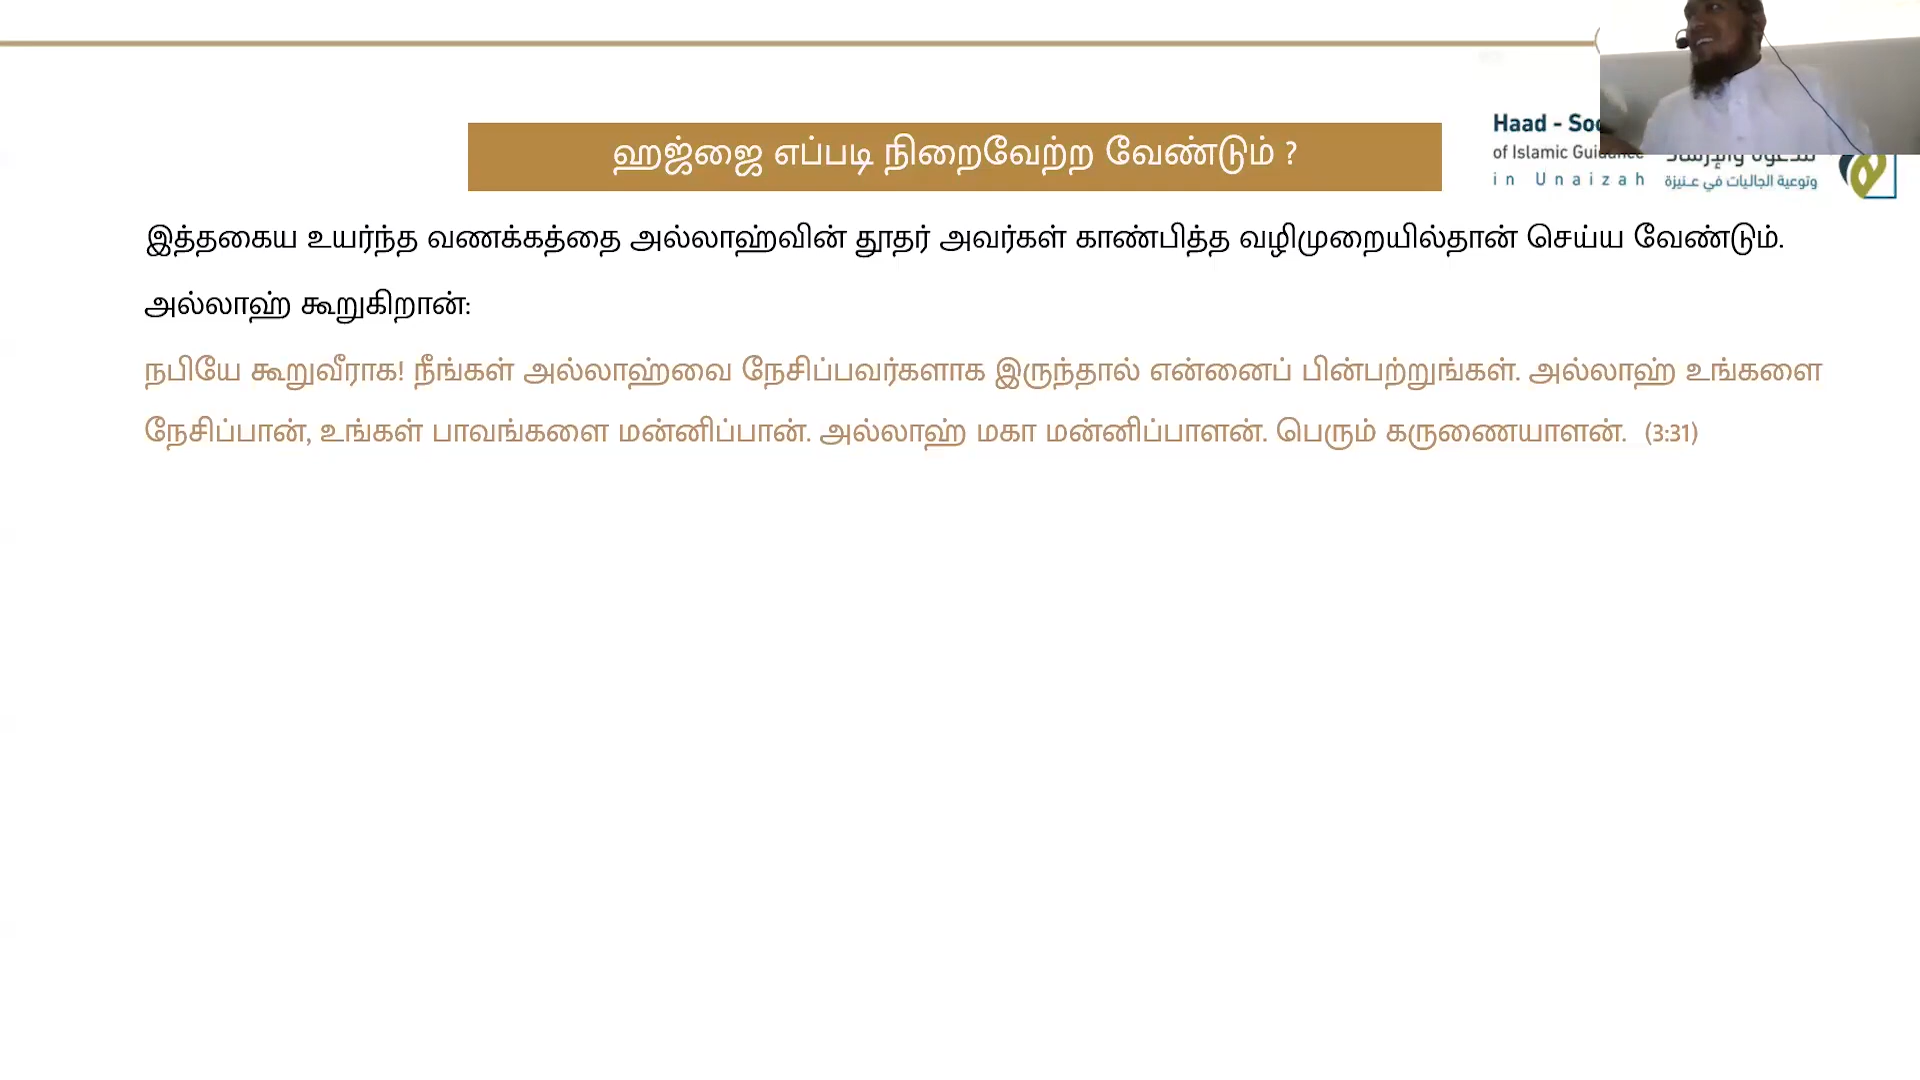 ஹஜ்ஜை எப்படி நிறைவேற்ற வேண்டும் ?
Haad -
of Islamic Guidance
in Unaizah
وتوعية الجاليات في عنيزة
இத்தகைய உயர்ந்த வணக்கத்தை அல்லாஹ்வின் தூதர் அவர்கள் காண்பித்த வழிமுறையில்தான் செய்ய வேண்டும்.
அல்லாஹ் கூறுகிறான்:
நபியே கூறுவீராக! நீங்கள் அல்லாஹ்வை நேசிப்பவர்களாக இருந்தால் என்னைப் பின்பற்றுங்கள். அல்லாஹ் உங்களை
நேசிப்பான், உங்கள் பாவங்களை மன்னிப்பான். அல்லாஹ் மகா மன்னிப்பாளன். பெரும் கருணையாளன். (3:31)